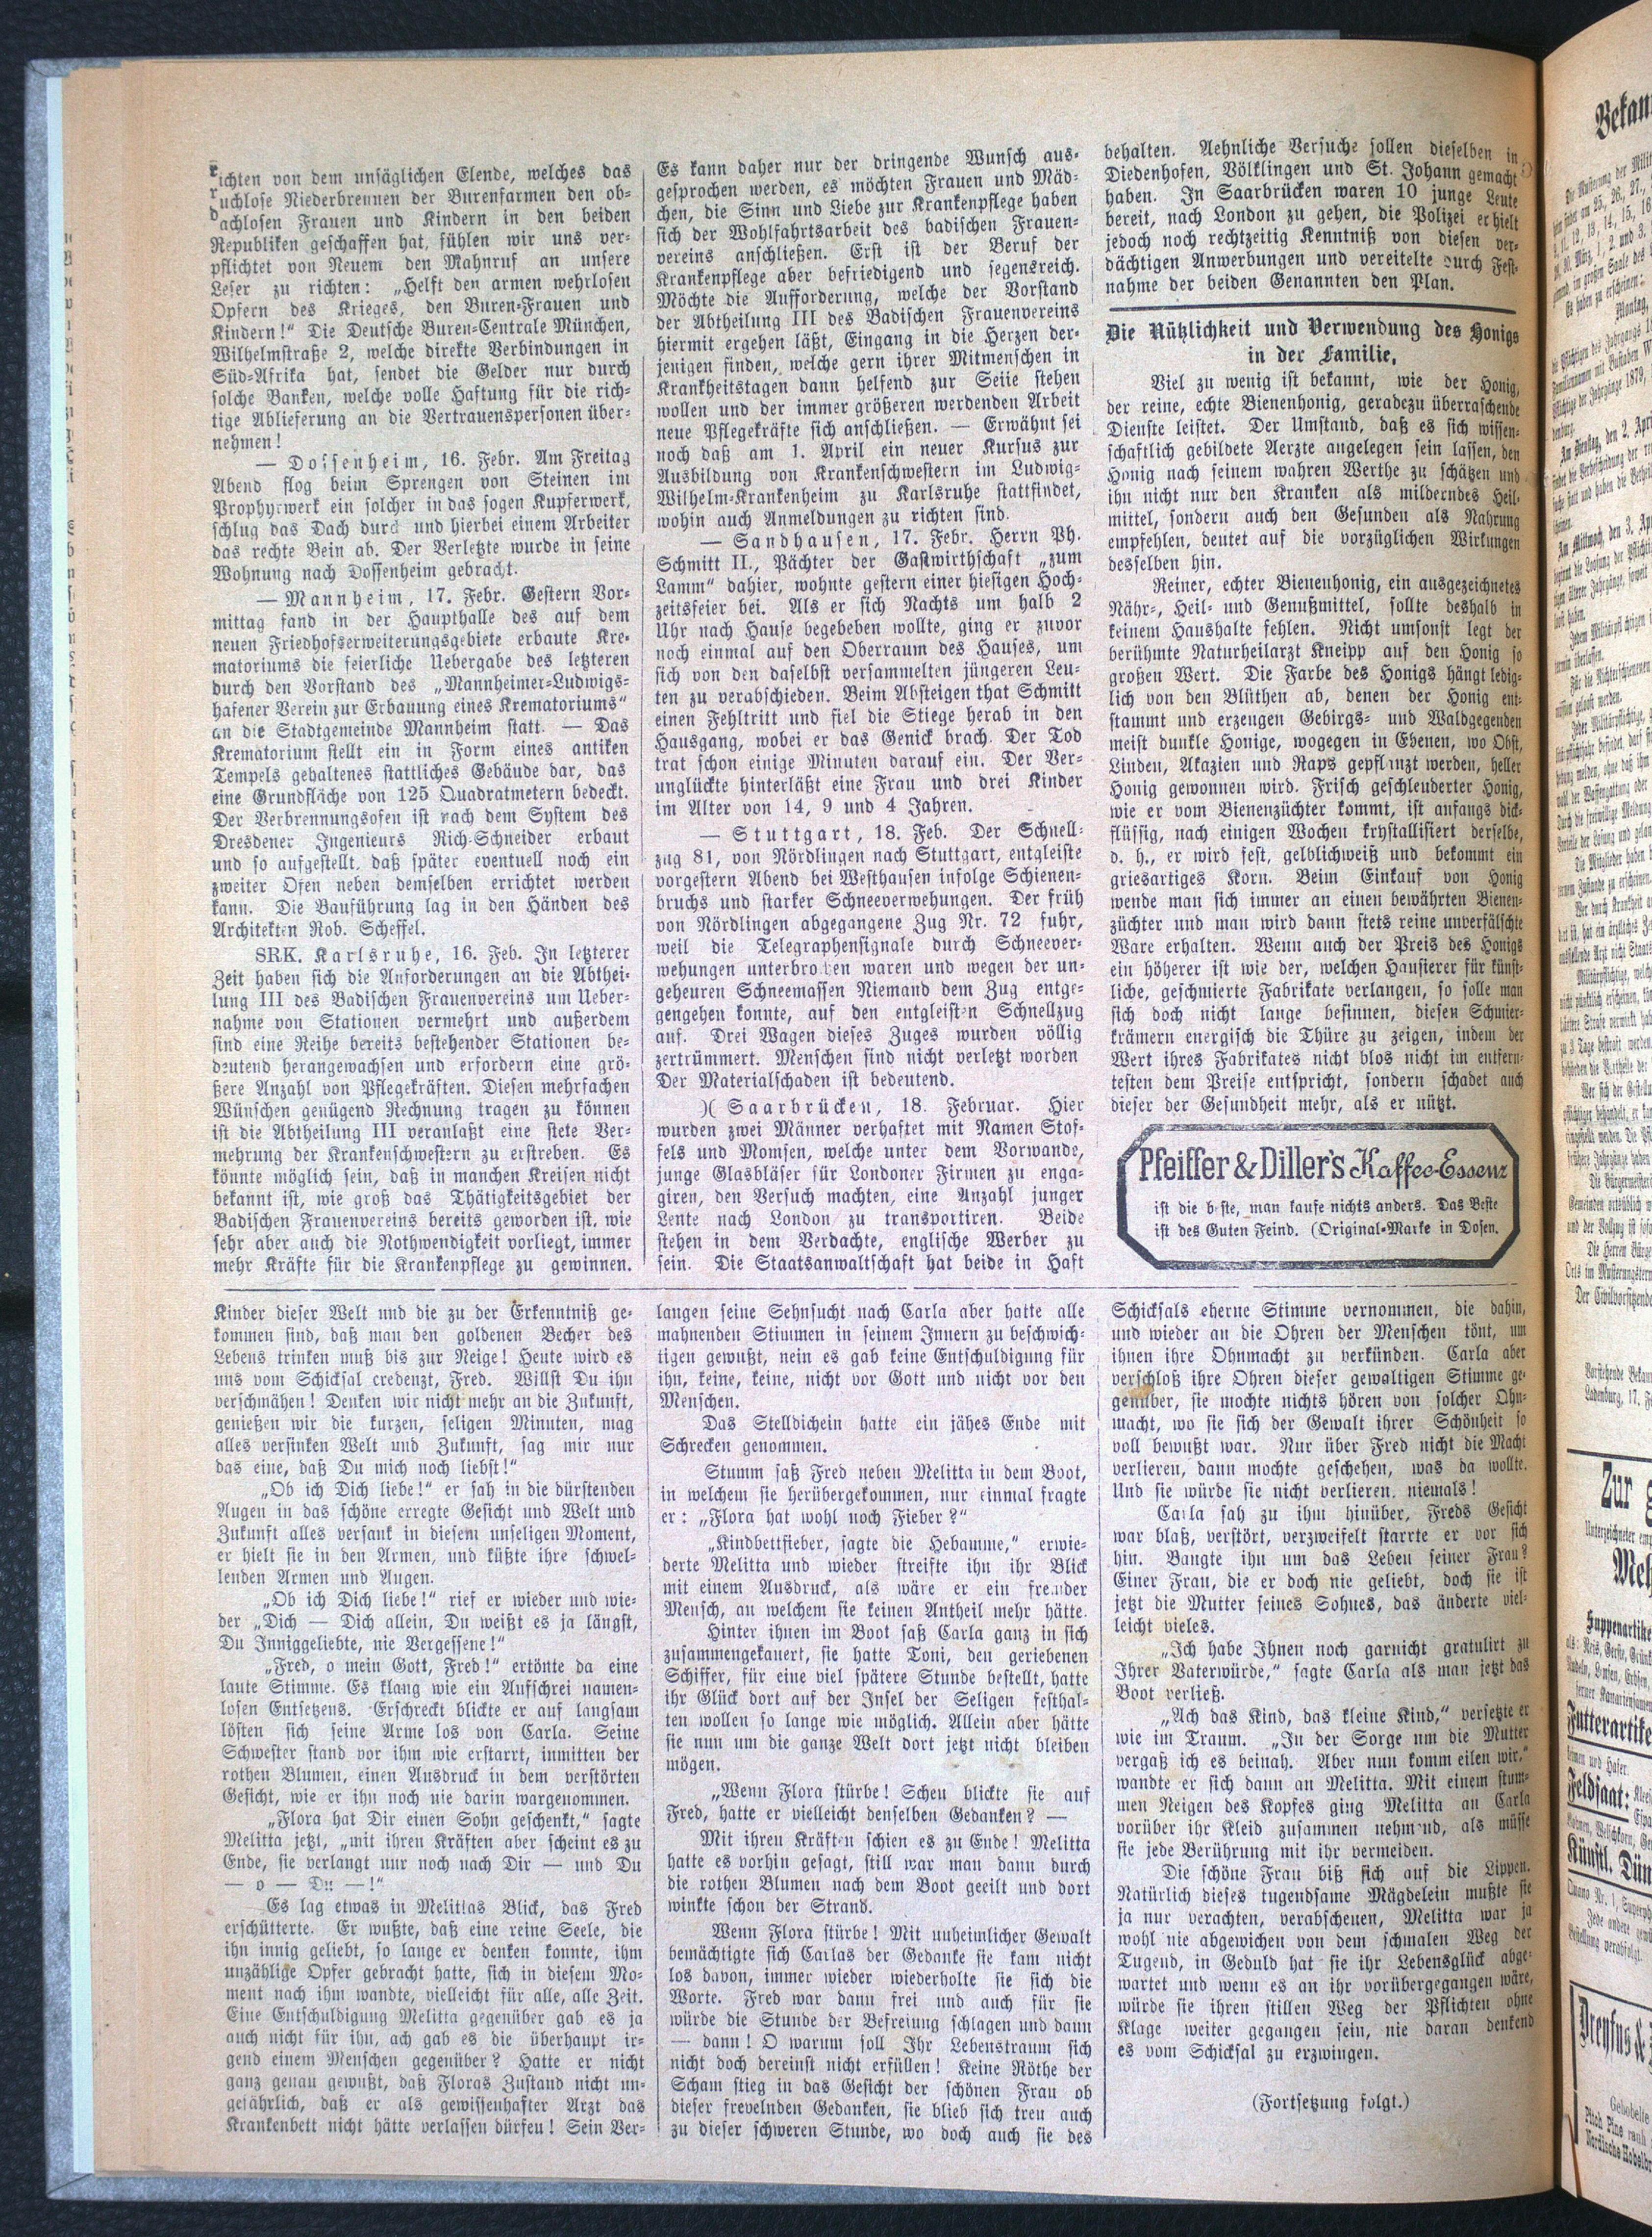 richten von dem unsäglichen Elende, welches das
ruchlose Niederbrennen der Burenfarmen den ob-
dachlosen Frauen und Kindern in den beiden
Republiken geschaffen hat, fühlen wir uns ver-
pflichtet von Neuem den Mahnruf an unsere
Leser zu richten: „Helft den armen wehrlosen
Opfern des Krieges, den Buren-Frauen und
Kindern!“ Die Deutsche Buren-Centrale München,
Wilhelmstraße 2, welche direkte Verbindungen in
Süd-Afrika hat, sendet die Gelder nur durch
solche Banken, welche volle Haftung für die rich-
tige Ablieferung an die Vertrauenspersonen über-
nehmen!
— Dossenheim, 16. Febr. Am Freitag
Abend flog beim Sprengen von Steinen im
Prophyrwerk ein solcher in das sogen Kupferwerk,
schlug das Dach durch und hierbei einem Arbeiter
das rechte Bein ab. Der Verletzte wurde in seine
Wohnung nach Dossenheim gebracht.
— Mannheim, 17. Febr. Gestern Vor-
mittag fand in der Haupthalle des auf dem
neuen Friedhofserweiterungsgebiete erbaute Kre-
matoriums die feierliche Uebergabe des letzteren
durch den Vorstand des „Mannheimer-Ludwigs-
hafener Verein zur Erbauung eines Krematoriums“
an die Stadtgemeinde Mannheim statt. — Das
Krematorium stellt ein in Form eines antiken
Tempels gehaltenes stattliches Gebäude dar, das
eine Grundfläche von 125 Quadratmetern bedeckt.
Der Verbrennungsofen ist nach dem System des
Dresdener Ingenieurs Rich-Schneider erbaut
und so aufgestellt, daß später eventuell noch ein
zweiter Ofen neben demselben errichtet werden
kann. Die Bauführung lag in den Händen des
Architekten Rob. Scheffel.
SRK. Karlsruhe, 16. Feb. In letzterer
Zeit haben sich die Anforderungen an die Abthei-
lung III des Badischen Frauenvereins um Ueber-
nahme von Stationen vermehrt und außerdem
sind eine Reihe bereits bestehender Stationen be-
deutend herangewachsen und erfordern eine grö-
ßere Anzahl von Pflegekräften. Diesen mehrfachen
Wünschen genügend Rechnung tragen zu können
ist die Abtheilung III veranlaßt eine stete Ver-
mehrung der Krankenschwestern zu erstreben. Es
könnte möglich sein, daß in manchen Kreisen nicht
bekannt ist, wie groß das Thätigkeitsgebiet der
Badischen Frauenvereins bereits geworden ist, wie
sehr aber auch die Nothwendigkeit vorliegt, immer
mehr Kräfte für die Krankenpflege zu gewinnen.
Es kann daher nur der dringende Wunsch aus-
gesprochen werden, es möchten Frauen und Mäd-
chen, die Sinn und Liebe zur Krankenpflege haben
sich der Wohlfahrtsarbeit des badischen Frauen-
vereins anschließen. Erst ist der Beruf der
Krankenpflege aber befriedigend und segensreich.
Möchte die Aufforderung, welche der Vorstand
der Abtheilung III des Badischen Frauenvereins
hiermit ergehen läßt, Eingang in die Herzen der-
jenigen finden, welche gern ihrer Mitmenschen in
Krankheitstagen dann helfend zur Seite stehen
wollen und der immer größeren werdenden Arbeit
neue Pflegekräfte sich anschließen. — Erwähnt sei
noch daß am 1. April ein neuer Kursus zur
Ausbildung von Krankenschwestern im Ludwig-
Wilhelm-Krankenheim zu Karlsruhe stattfindet,
wohin auch Anmeldungen zu richten sind.
— Sandhausen, 17. Febr. Herrn Ph.
Schmitt II., Pächter der Gastwirthschaft „zum
Lamm“ dahier, wohnte gestern einer hiesigen Hoch-
zeitsfeier bei. Als er sich Nachts um halb 2
Uhr nach Hause begebeben wollte, ging er zuvor
noch einmal auf den Oberraum des Hauses, um
sich von den daselbst versammelten jüngeren Leu-
ten zu verabschieden. Beim Absteigen that Schmitt
einen Fehltritt und fiel die Stiege herab in den
Hausgang, wobei er das Genick brach. Der Tod
trat schon einige Minuten darauf ein. Der Ver-
unglückte hinterläßt eine Frau und drei Kinder
im Alter von 14, 9 und 4 Jahren.
— Stuttgart, 18. Feb. Der Schnell-
zug 81, von Nördlingen nach Stuttgart, entgleiste
vorgestern Abend bei Westhausen infolge Schienen-
bruchs und starker Schneeverwehungen. Der früh
von Nördlingen abgegangene Zug Nr. 72 fuhr,
weil die Telegraphensignale durch Schneever-
wehungen unterbrochen waren und wegen der un-
geheuren Schneemassen Niemand dem Zug entge-
gengehen konnte, auf den entgleisten Schnellzug
auf. Drei Wagen dieses Zuges wurden völlig
zertrümmert. Menschen sind nicht verletzt worden
Der Materialschaden ist bedeutend.
)( Saarbrücken, 18. Februar. Hier
wurden zwei Männer verhaftet mit Namen Stof-
fels und Momsen, welche unter dem Vorwande,
junge Glasbläser für Londoner Firmen zu enga-
giren, den Versuch machten, eine Anzahl junger
Leute nach London zu transportiren. Beide
stehen in dem Verdachte, englische Werber zu
sein. Die Staatsanwaltschaft hat beide in Haft
behalten. Aehnliche Versuche sollen dieselben in
Diedenhofen, Völklingen und St. Johann gemacht
haben. In Saarbrücken waren 10 junge Leute
bereit, nach London zu gehen, die Polizei erhielt
jedoch noch rechtzeitig Kenntniß von diesen ver-
dächtigen Anwerbungen und vereitelte durch Fest-
nahme der beiden Genannten den Plan.
Die Nützlichkeit und Verwendung des Honigs
in der Familie.
Viel zu wenig ist bekannt, wie der Honig,
der reine, echte Bienenhonig, geradezu überraschende
Dienste leistet. Der Umstand, daß es sich wissen-
schaftlich gebildete Aerzte angelegen sein lassen, den
Honig nach seinem wahren Werthe zu schätzen und
ihn nicht nur den Kranken als milderndes Heil-
mittel, sondern auch den Gesunden als Nahrung
empfehlen, deutet auf die vorzüglichen Wirkungen
desselben hin.
Reiner, echter Bienenhonig, ein ausgezeichnetes
Nähr-, Heil- und Genußmittel, sollte deshalb in
keinem Haushalte fehlen. Nicht umsonst legt der
berühmte Naturheilarzt Kneipp auf den Honig so
großen Wert. Die Farbe des Honigs hängt ledig-
lich von den Blüthen ab, denen der Honig ent-
stammt und erzeugen Gebirgs- und Waldgegenden
meist dunkle Honige, wogegen in Ebenen, wo Obst,
Linden, Akazien und Raps gepflanzt werden, heller
Honig gewonnen wird. Frisch geschleuderter Honig,
wie er vom Bienenzüchter kommt, ist anfangs dick-
flüssig, nach einigen Wochen krystallisiert derselbe,
d. h., er wird fest, gelblichweiß und bekommt ein
griesartiges Korn. Beim Einkauf von Honig
wende man sich immer an einen bewährten Bienen-
züchter und man wird dann stets reine unverfälschte
Ware erhalten. Wenn auch der Preis des Honigs
ein höherer ist wie der, welchen Hausierer für künst-
liche, geschmierte Fabrikate verlangen, so solle man
sich doch nicht lange besinnen, diesen Schmier-
krämern energisch die Thüre zu zeigen, indem der
Wert ihres Fabrikates nicht blos nicht im entfern-
testen dem Preise entspricht, sondern schadet auch
dieser der Gesundheit mehr, als er nützt.
Pfeiffer & Diller's Kaffee-Essenz
ist die beste, man kaufe nichts anders. Das Beste
ist des Guten Feind. (Original-Marke in Dosen.
Kinder dieser Welt und die zu der Erkenntniß ge-
kommen sind, daß man den goldenen Becher des
Lebens trinken muß bis zur Neige! Heute wird es
uns vom Schicksal credenzt, Fred. Willst Du ihn
verschmähen! Denken wir nicht mehr an die Zukunft,
genießen wir die kurzen, seligen Minuten, mag
alles versinken Welt und Zukunft, sag mir nur
das eine, daß Du mich noch liebst!“
„Ob ich Dich liebe!“ er sah in die dürstenden
Augen in das schöne erregte Gesicht und Welt und
Zukunft alles versank in diesem unseligen Moment,
er hielt sie in den Armen, und küßte ihre schwel-
lenden Armen und Augen.
„Ob ich Dich liebe!“ rief er wieder und wie-
der „Dich — Dich allein, Du weißt es ja längst,
Du Inniggeliebte, nie Vergessene!“
„Fred, o mein Gott, Fred!“ ertönte da eine
laute Stimme. Es klang wie ein Aufschrei namen-
losen Entsetzens. Erschreckt blickte er auf langsam
lösten sich seine Arme los von Carla. Seine
Schwester stand vor ihm wie erstarrt, inmitten der
rothen Blumen, einen Ausdruck in dem verstörten
Gesicht, wie er ihn noch nie darin wargenommen.
„Flora hat Dir einen Sohn geschenkt,“ sagte
Melitta jetzt, „mit ihren Kräften aber scheint es zu
Ende, sie verlangt nur noch nach Dir — und Du
— o — Du —!“
Es lag etwas in Melittas Blick, das Fred
erschütterte. Er wußte, daß eine reine Seele, die
ihn innig geliebt, so lange er denken konnte, ihm
unzählige Opfer gebracht hatte, sich in diesem Mo-
ment nach ihm wandte, vielleicht für alle, alle Zeit.
Eine Entschuldigung Melitta gegenüber gab es ja
auch nicht für ihn, ach gab es die überhaupt ir-
gend einem Menschen gegenüber? Hatte er nicht
ganz genau gewußt, daß Floras Zustand nicht un-
gefährlich, daß er als gewissenhafter Arzt das
Krankenbett nicht hätte verlassen dürfen! Sein Ver-
langen seine Sehnsucht nach Carla aber hatte alle
mahnenden Stimmen in seinem Innern zu beschwich-
tigen gewußt, nein es gab keine Entschuldigung für
ihn, keine, keine, nicht vor Gott und nicht vor den
Menschen.
Das Stelldichein hatte ein jähes Ende mit
Schrecken genommen.
Stumm saß Fred neben Melitta in dem Boot,
in welchem sie herübergekommen, nur einmal fragte
er: „Flora hat wohl noch Fieber?“
„Kindbettfieber, sagte die Hebamme,“ erwie-
derte Melitta und wieder streifte ihn ihr Blick
mit einem Ausdruck, als wäre er ein fremder
Mensch, an welchem sie keinen Antheil mehr hätte.
Hinter ihnen im Boot saß Carla ganz in sich
zusammengekauert, sie hatte Toni, den geriebenen
Schiffer, für eine viel spätere Stunde bestellt, hatte
ihr Glück dort auf der Insel der Seligen festhal-
ten wollen so lange wie möglich. Allein aber hätte
sie nun um die ganze Welt dort jetzt nicht bleiben
mögen.
„Wenn Flora stürbe! Scheu blickte sie auf
Fred, hatte er vielleicht denselben Gedanken? —
Mit ihren Kräften schien es zu Ende! Melitta
hatte es vorhin gesagt, still war man dann durch
die rothen Blumen nach dem Boot geeilt und dort
winkte schon der Strand.
Wenn Flora stürbe! Mit unheimlicher Gewalt
bemächtigte sich Carlas der Gedanke sie kam nicht
los davon, immer wieder wiederholte sie sich die
Worte. Fred war dann frei und auch für sie
würde die Stunde der Befreiung schlagen und dann
— dann! O warum soll Ihr Lebenstraum sich
nicht doch dereinst nicht erfüllen! Keine Röthe der
Scham stieg in das Gesicht der schönen Frau ob
dieser frevelnden Gedanken, sie blieb sich treu auch
zu dieser schweren Stunde, wo doch auch sie des
Schicksals eherne Stimme vernommen, die dahin,
und wieder an die Ohren der Menschen tönt, um
ihnen ihre Ohnmacht zu verkünden. Carla aber
verschloß ihre Ohren dieser gewaltigen Stimme ge-
genüber, sie mochte nichts hören von solcher Ohn-
macht, wo sie sich der Gewalt ihrer Schönheit so
voll bewußt war. Nur über Fred nicht die Macht
verlieren, dann mochte geschehen, was da wollte.
Und sie würde sie nicht verlieren, niemals!
Carla sah zu ihm hinüber, Freds Gesicht
war blaß, verstört, verzweifelt starrte er vor sich
hin. Bangte ihn um das Leben seiner Frau?
Einer Frau, die er doch nie geliebt, doch sie ist
jetzt die Mutter seines Sohnes, das änderte viel-
leicht vieles.
„Ich habe Ihnen noch garnicht gratulirt zu
Ihrer Vaterwürde,“ sagte Carla als man jetzt das
Boot verließ.
„Ach das Kind, das kleine Kind,“ versetzte er
wie im Traum. „In der Sorge um die Mutter
vergaß ich es beinah. Aber nun komm eilen wir.“
wandte er sich dann an Melitta. Mit einem stum-
men Neigen des Kopfes ging Melitta an Carla
vorüber ihr Kleid zusammen nehmend, als müsse
sie jede Berührung mit ihr vermeiden.
Die schöne Frau biß sich auf die Lippen.
Natürlich dieses tugendsame Mägdelein mußte sie
ja nur verachten, verabscheuen, Melitta war ja
wohl nie abgewichen von dem schmalen Weg der
Tugend, in Geduld hat sie ihr Lebensglück abge-
wartet und wenn es an ihr vorübergegangen wäre,
würde sie ihren stillen Weg der Pflichten ohne
Klage weiter gegangen sein, nie daran denkend
es vom Schicksal zu erzwingen.
(Fortsetzung folgt.)